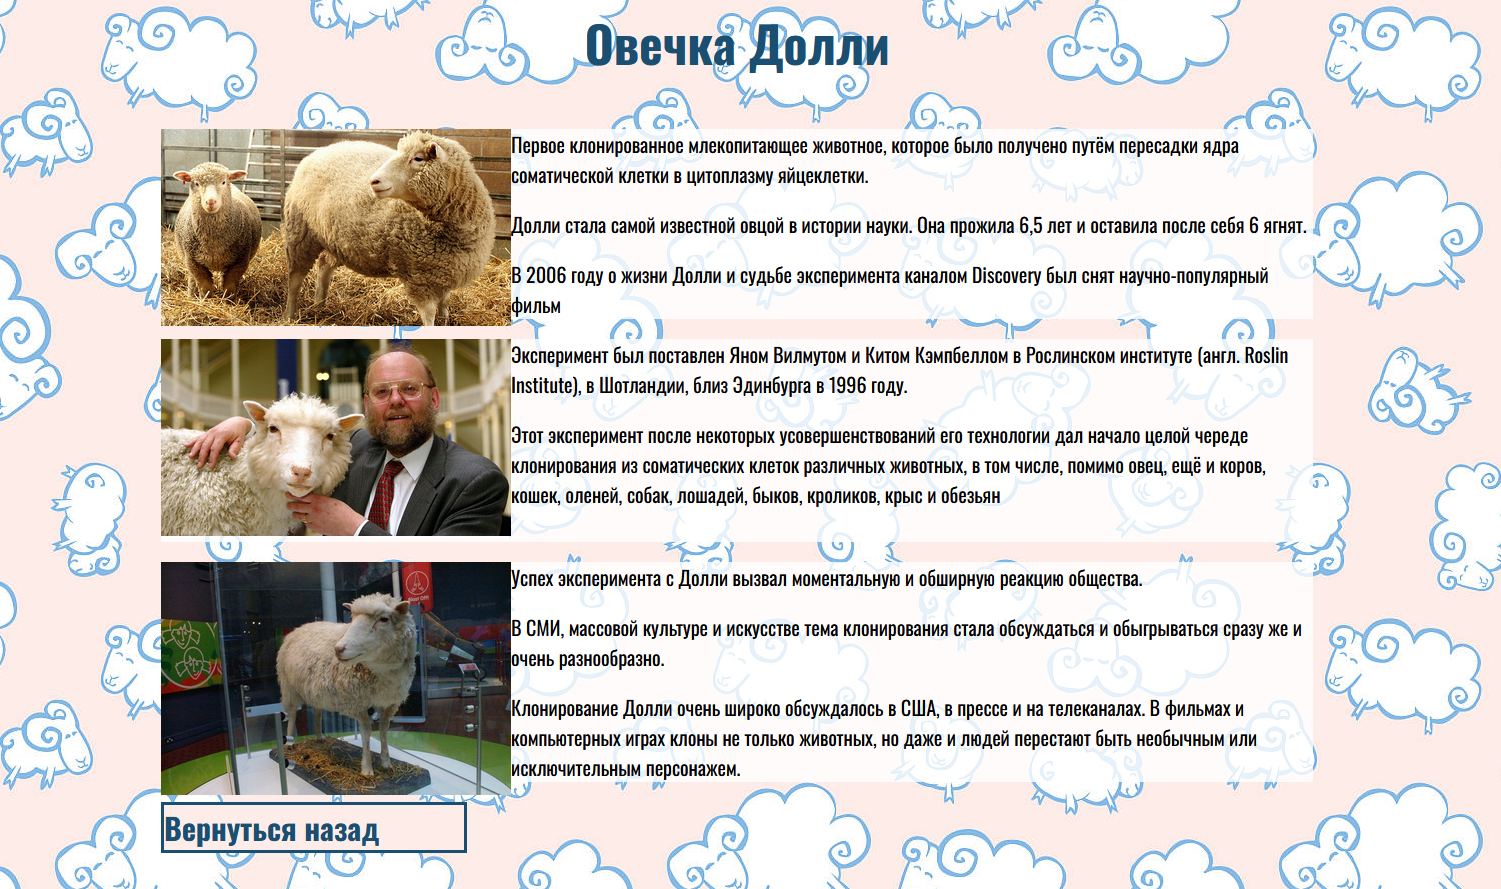 Овечка Долли
Первое клонированное млекопитающее животное, которое было получено путём пересадки ядра
соматической клетки в цитоплазму яйцеклетки.
Долли стала самой известной овцой в истории науки. Она прожила 6,5 лет и оставила после себя 6 ягнят.
В 2006 году о жизни Долли и судьбе эксперимента каналом Discovery был снят научно-популярный
фильм
Эксперимент был поставлен Яном Вилмутом и Китом Кэмпбеллом в Рослинском институте (англ. Roslin
Institute), в Шотландии, близ Эдинбурга в 1996 году.
Этот эксперимент после некоторых усовершенствований его технологии дал начало целой череде
клонирования из соматических клеток различных животных, в том числе, помимо овец, ещё и коров,
кошек, оленей, собак, лошадей, быков, кроликов, крыс и обезьян
Успех эксперимента с Долли вызвал моментальную и обширную реакцию общества.
В СМИ, массовой культуре и искусстве тема клонирования стала обсуждаться и обыгрываться сразу же и
очень разнообразно.
Клонирование Долли очень широко обсуждалось в США, в прессе и на телеканалах. В фильмах и
компьютерных играх клоны не только животных, но даже и людей перестают быть необычным или
исключительным персонажем.
Вернуться назад